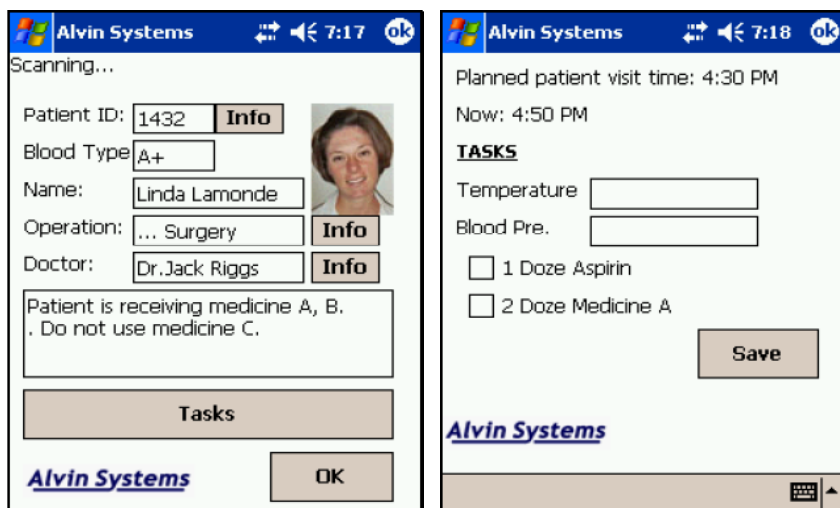 Alvin Systems 7:17 ok
Scanning...
Patient ID: 1432 Info
Blood Type A+
Name: Linda Lamonde
Operation: ... Surgery Info
Doctor: Dr.Jack Riggs Info
Patient is receiving medicine A, B.
. Do not use medicine C.
Tasks
Alvin Systems OK
Alvin Systems 7:18 ok
Planned patient visit time: 4:30 PM
Now: 4:50 PM
TASKS
Temperature
Blood Pre.
1 Doze Aspirin
2 Doze Medicine A
Save
Alvin Systems